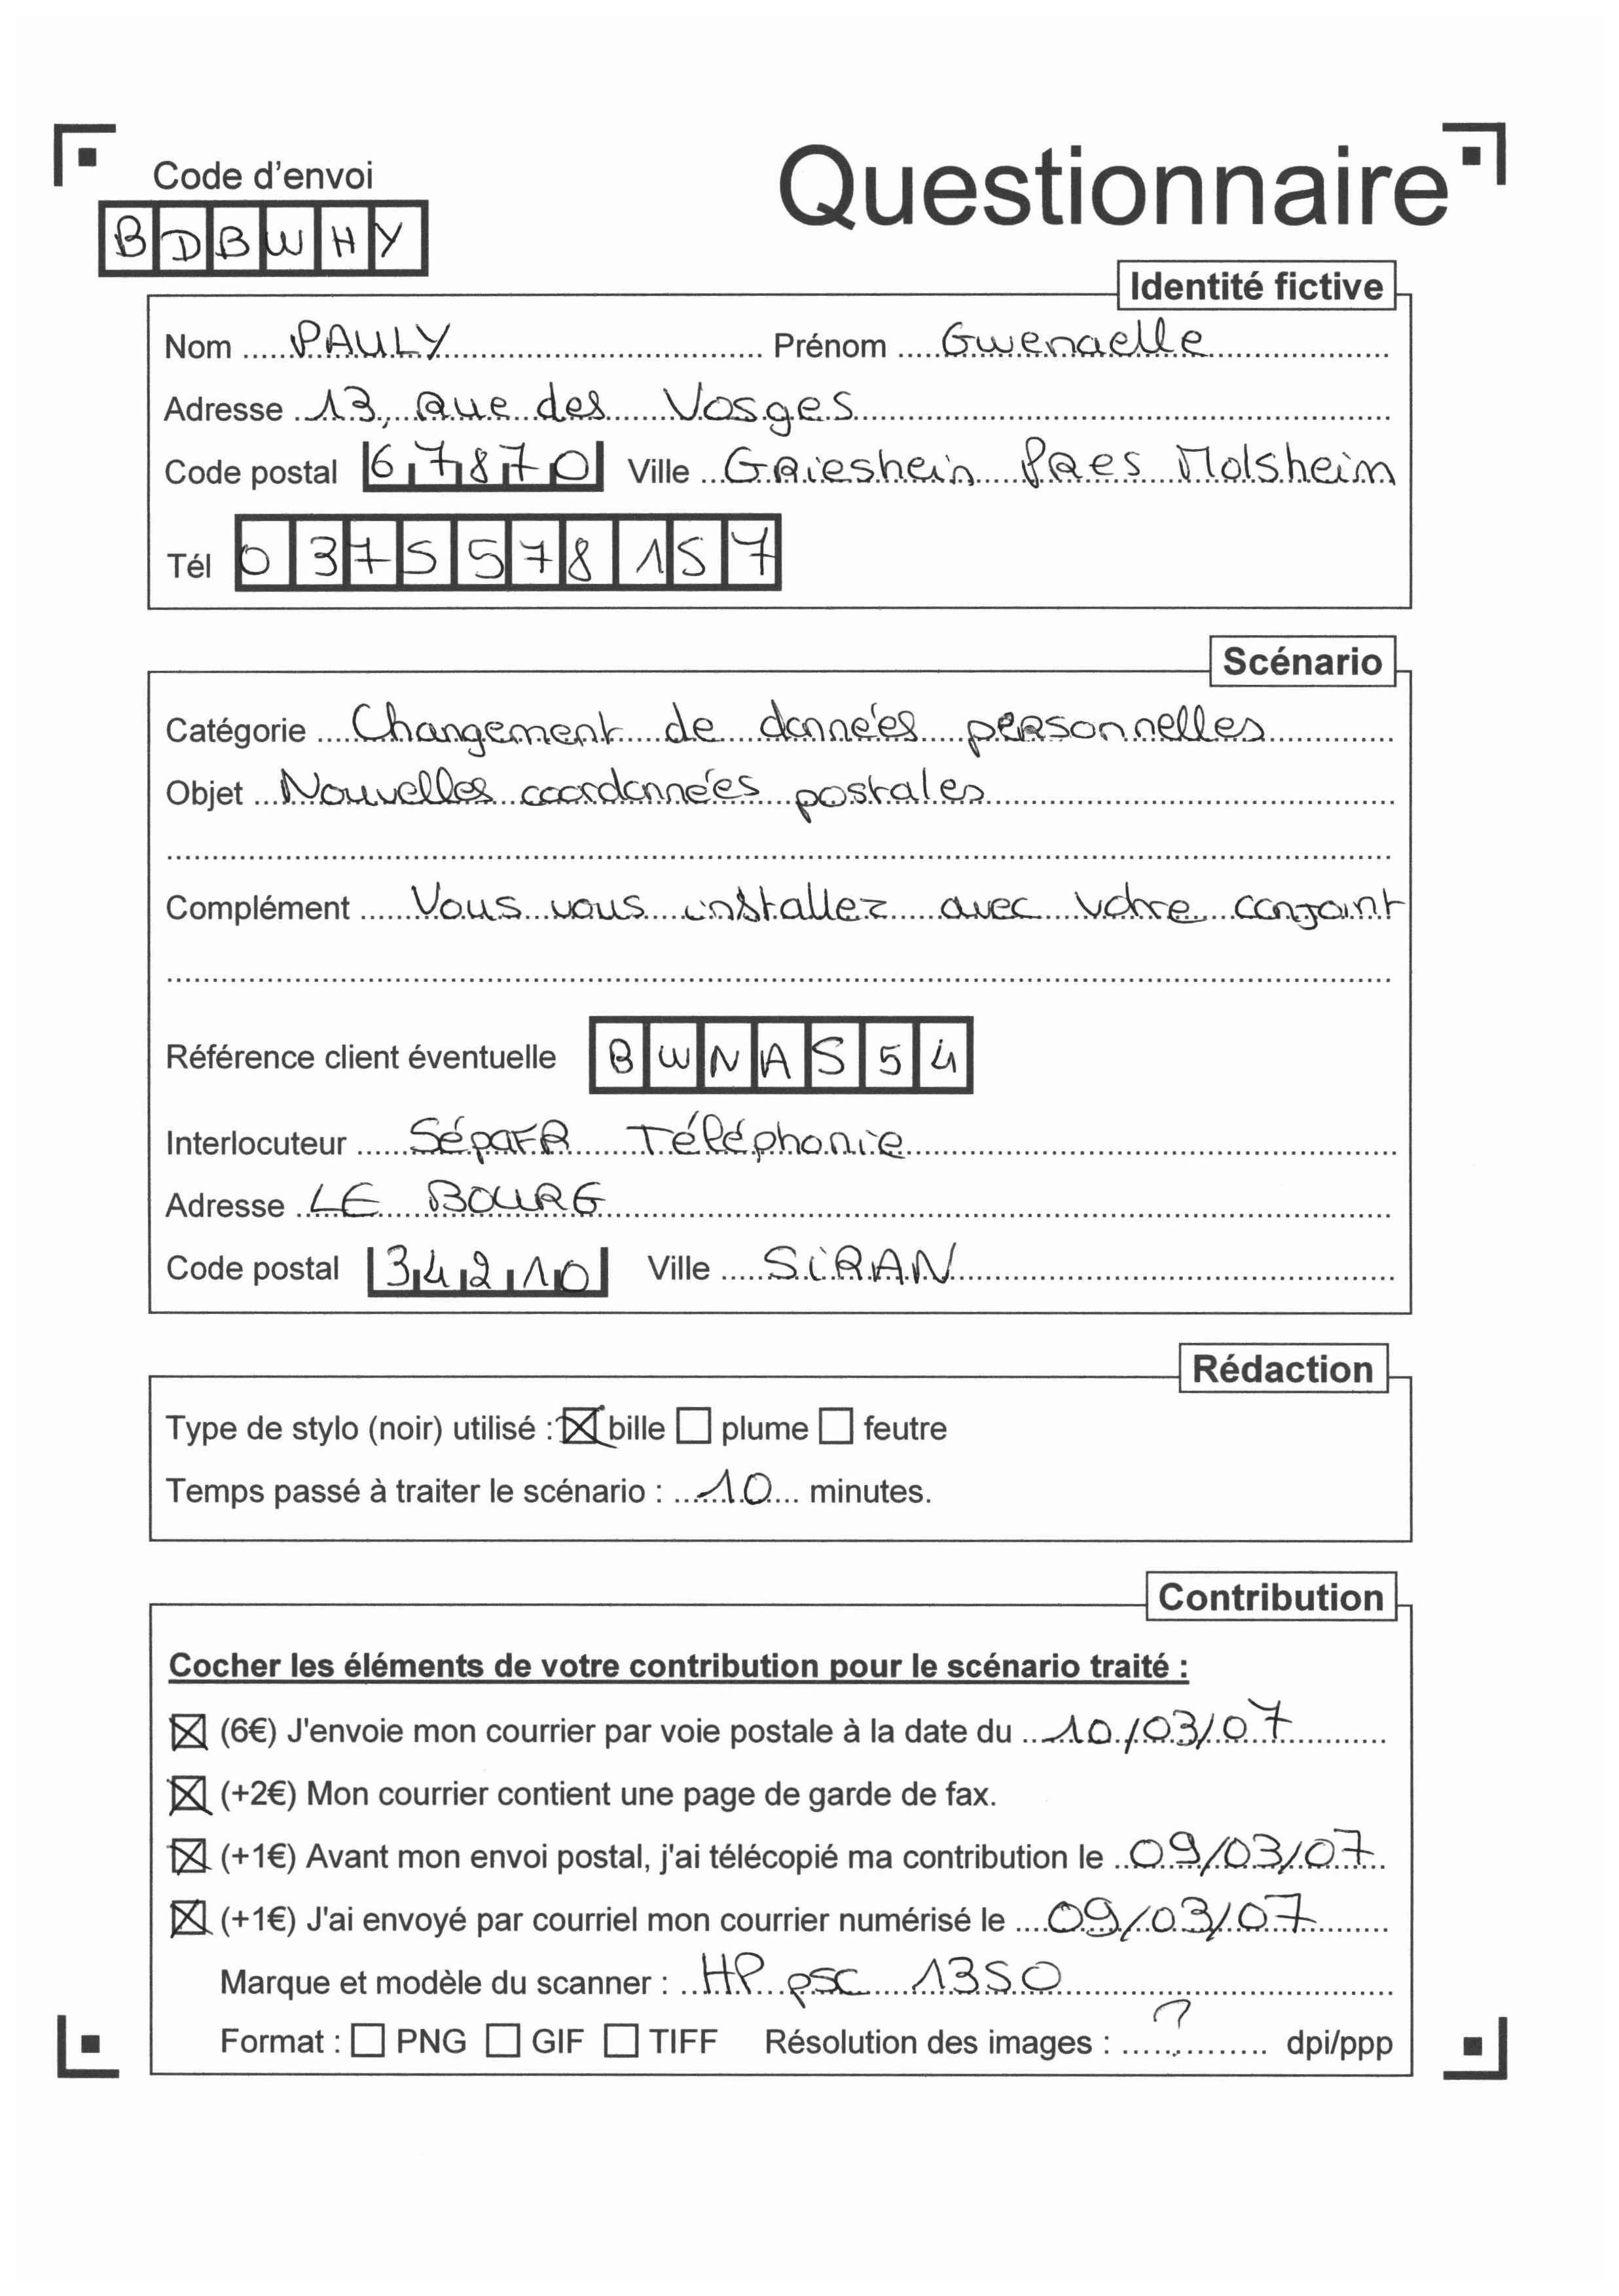 Code d'envoi
Questionnaire
BDBWHY
Identité fictive
Nom PAULY Prénom Gwenaelle
Adresse 13, rue des Vosges
Code postal 67870 Ville Griesheim Pres Molsheim
Tél 0375578157
Scénario
Catégorie Changement de données personnelles
Objet Nouvelles coordonnées postales
Complément Vous vous installez avec votre conjoint
Référence client éventuelle BWNAS54
Interlocuteur SépaFR Téléphonie
Adresse LE BOURG
Code postal 34210 Ville SIRAN
Rédaction
Type de stylo (noir) utilisé : ☒ bille ☐ plume ☐ feutre
Temps passé à traiter le scénario : 10 minutes.
Contribution
Cocher les éléments de votre contribution pour le scénario traité :
☒ (6€) J'envoie mon courrier par voie postale à la date du 10/03/07
☒ (+2€) Mon courrier contient une page de garde de fax.
☒ (+1€) Avant mon envoi postal, j'ai télécopié ma contribution le 09/03/07
☒ (+1€) J'ai envoyé par courriel mon courrier numérisé le 09/03/07
Marque et modèle du scanner : HP psc 1350
Format : ☐ PNG ☐ GIF ☐ TIFF Résolution des images : ? dpi/ppp